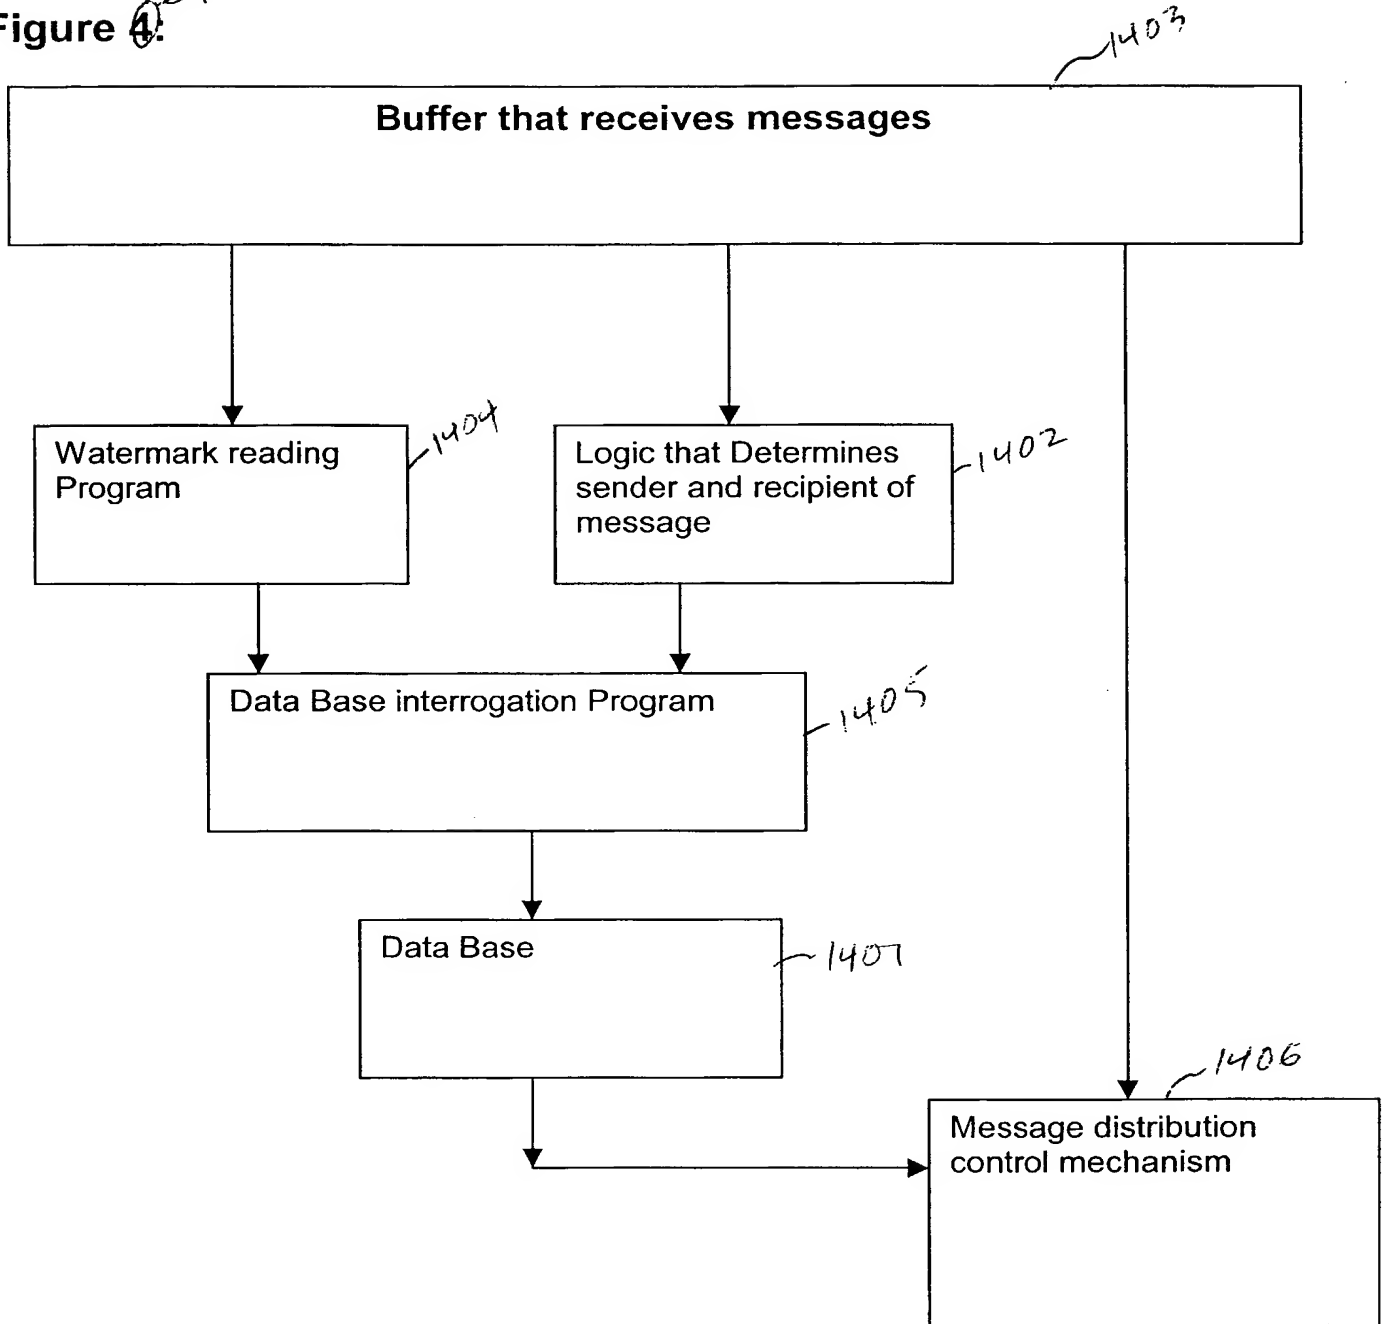 Figure 4:
1403
Buffer that receives messages
Watermark reading
Program
1404
Logic that Determines
sender and recipient of
message
1402
Data Base interrogation Program
1405
Data Base
1407
1406
Message distribution
control mechanism